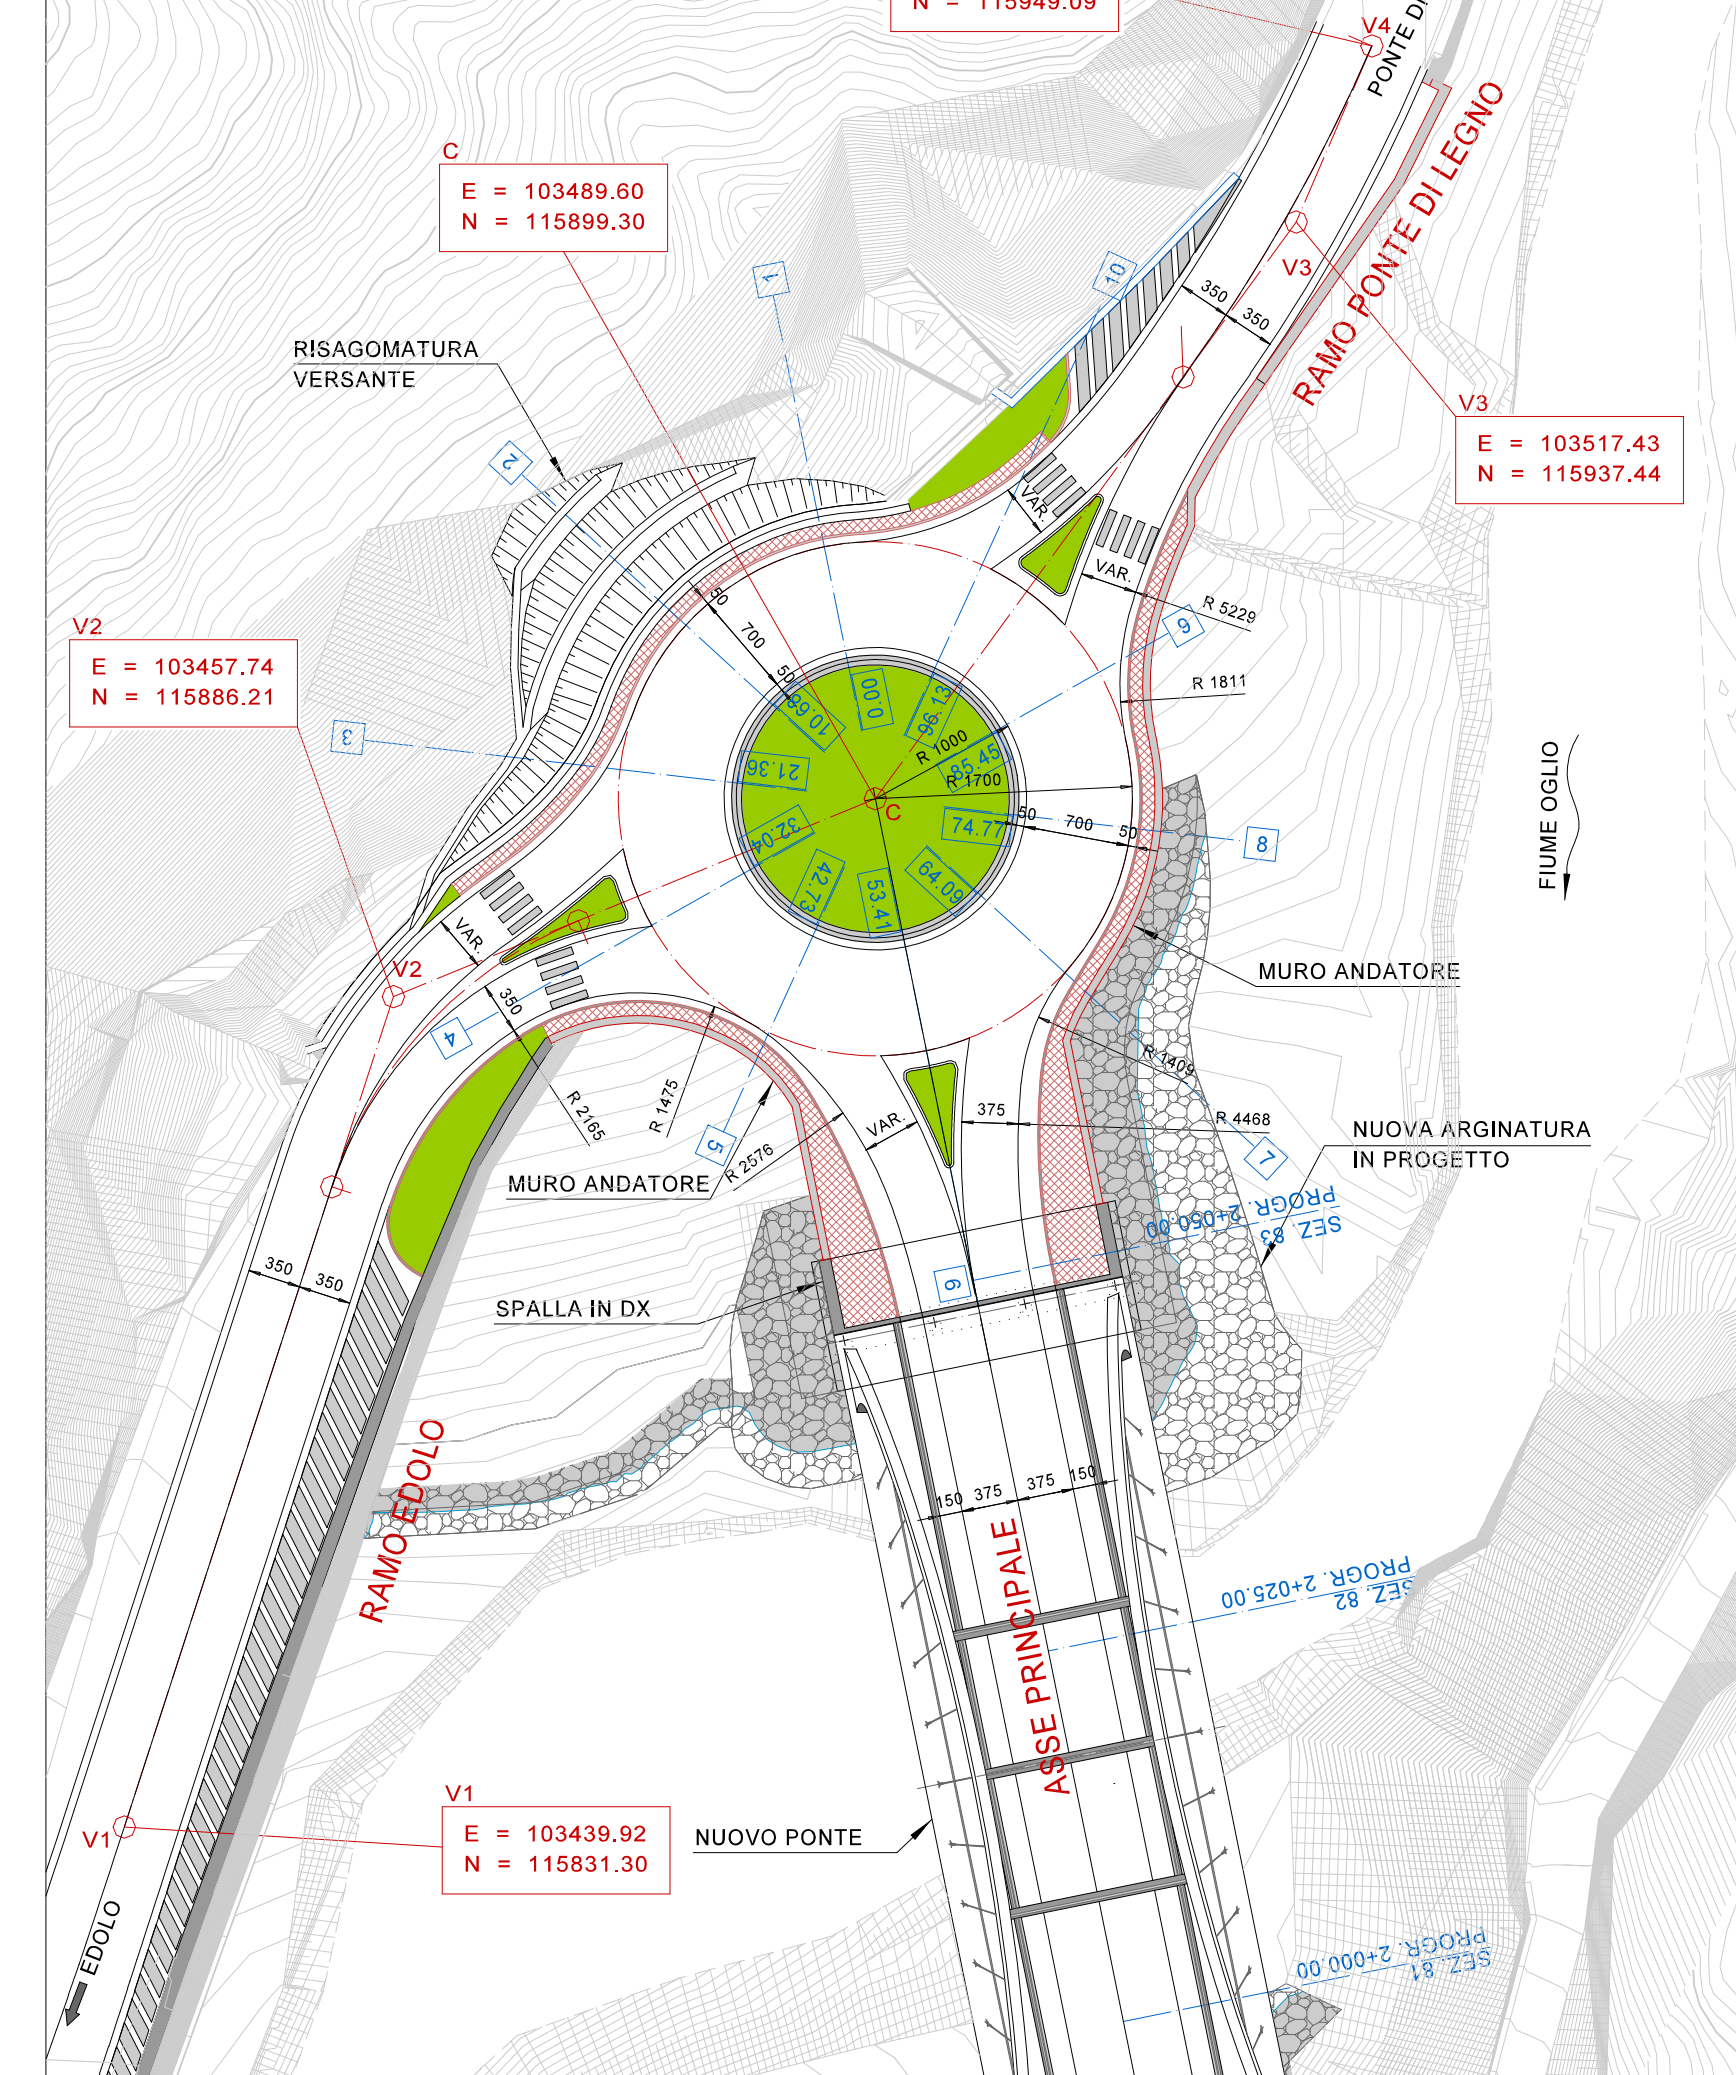 N = 115949.09
V4
PONTE DI
C
E = 103489.60
N = 115899.30
RAMO PONTE DI LEGNO
1
10
V3
350
350
RISAGOMATURA
VERSANTE
V3
E = 103517.43
N = 115937.44
2
VAR.
VAR.
R 5229
9
50
700
50
V2
E = 103457.74
N = 115886.21
R 1811
3
0.00
10.68
21.36
32.04
42.73
53.41
64.09
74.77
85.45
96.13
R 1000
R 1700
C
50
700
50
8
FIUME OGLIO
VAR.
V2
350
4
MURO ANDATORE
R 1409
R 2165
R 1475
5
R 2576
VAR.
375
R 4468
7
NUOVA ARGINATURA
IN PROGETTO
MURO ANDATORE
SEZ. 83
PROGR. 2+050.00
350
350
6
SPALLA IN DX
RAMO EDOLO
150
375
375
150
ASSE PRINCIPALE
SEZ. 82
PROGR. 2+025.00
V1
V1
E = 103439.92
N = 115831.30
NUOVO PONTE
EDOLO
SEZ. 81
PROGR. 2+000.00